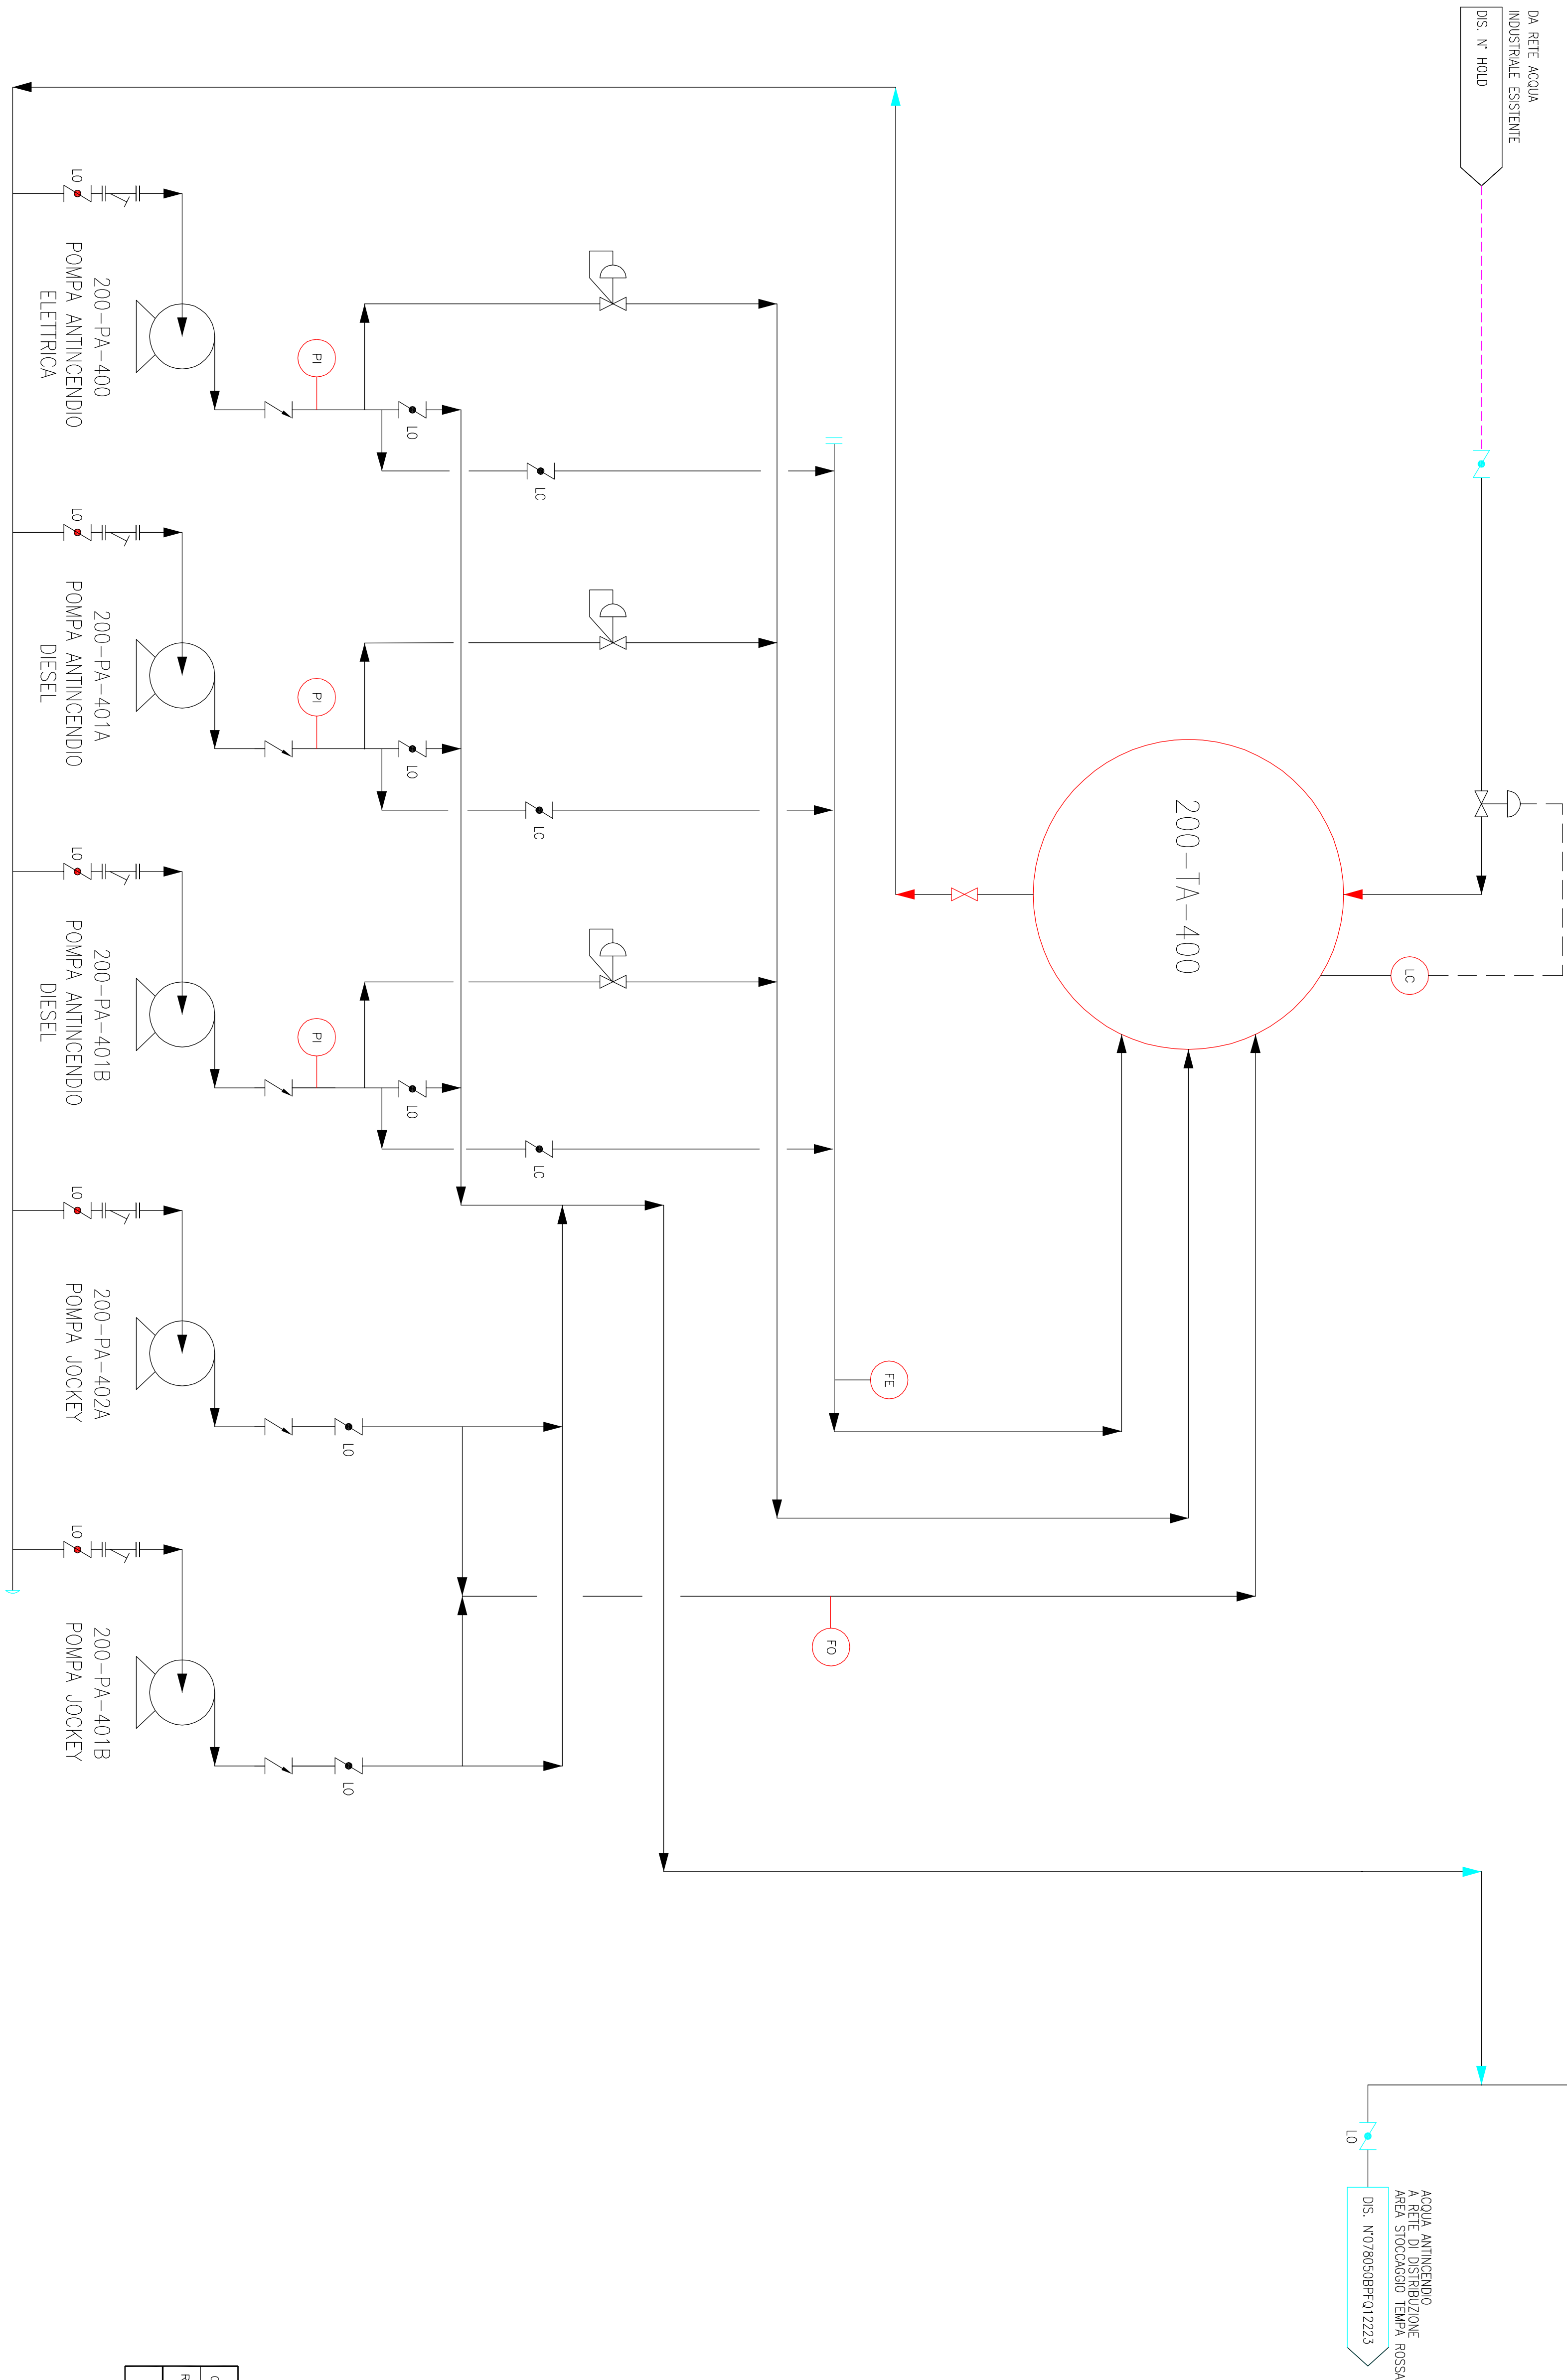 DA RETE ACQUA
INDUSTRIALE ESISTENTE
DIS. N° HOLD
LC
200-TA-400
FE
FO
ACQUA ANTINCENDIO
A RETE DI DISTRIBUZIONE
AREA STOCCAGGIO TEMPA ROSSA
DIS. N°078050BPFQ12223
LO
LC
LC
LC
LO
LO
LO
LO
LO
PI
PI
PI
LO
LO
LO
LO
LO
200-PA-400
POMPA ANTINCENDIO
ELETTRICA
200-PA-401A
POMPA ANTINCENDIO
DIESEL
200-PA-401B
POMPA ANTINCENDIO
DIESEL
200-PA-402A
POMPA JOCKEY
200-PA-401B
POMPA JOCKEY